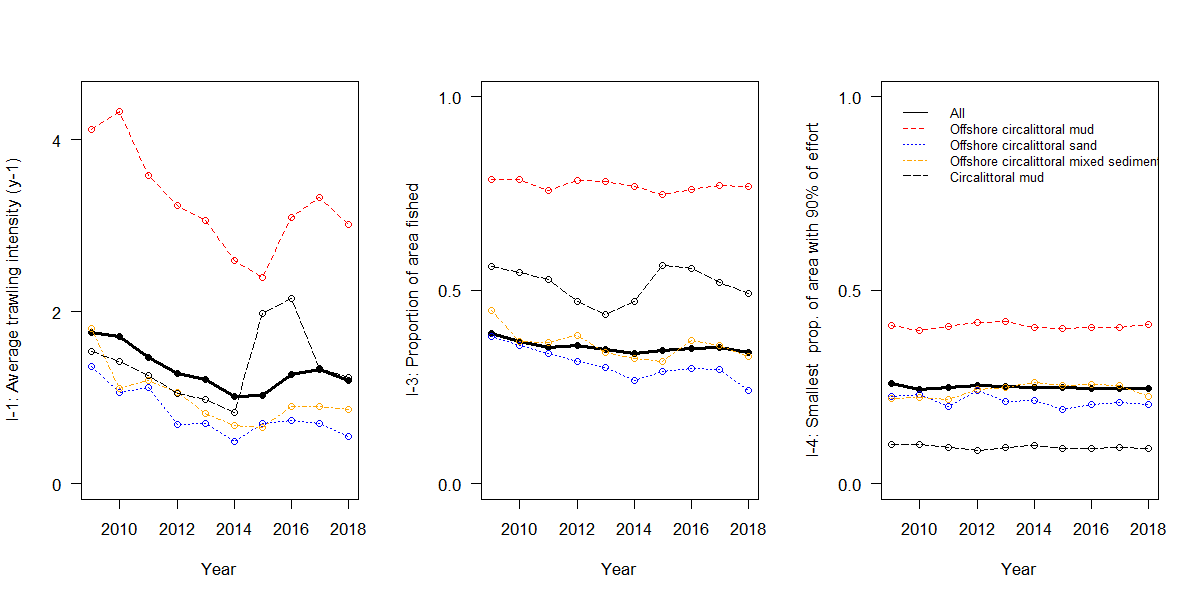 I-1: Average trawling intensity (y-1)
4
2
0
2010 2012 2014 2016 2018
Year
I-3: Proportion of area fished
1.0
0.5
0.0
2010 2012 2014 2016 2018
Year
I-4: Smallest prop. of area with 90% of effort
1.0
0.5
0.0
All
Offshore circalittoral mud
Offshore circalittoral sand
Offshore circalittoral mixed sediment
Circalittoral mud
2010 2012 2014 2016 2018
Year